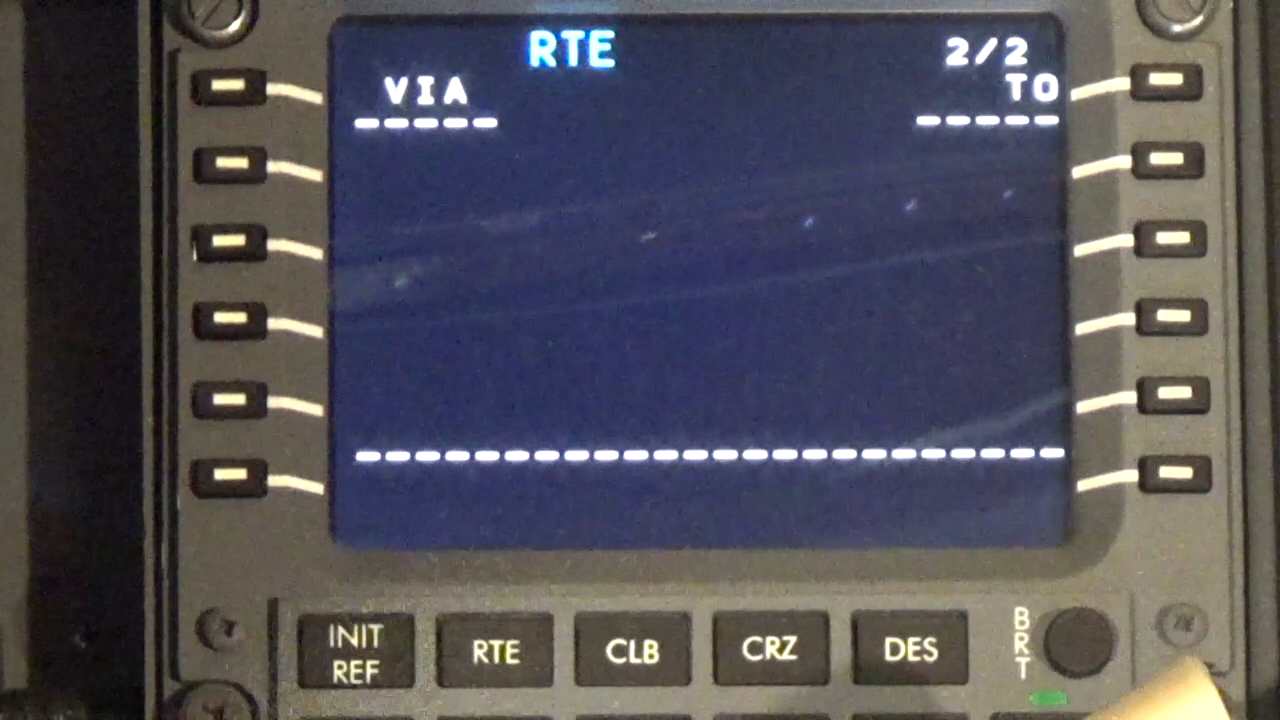 RTE 2/2
VIA TO
----- -----
------------------------
INIT REF RTE CLB CRZ DES BRT